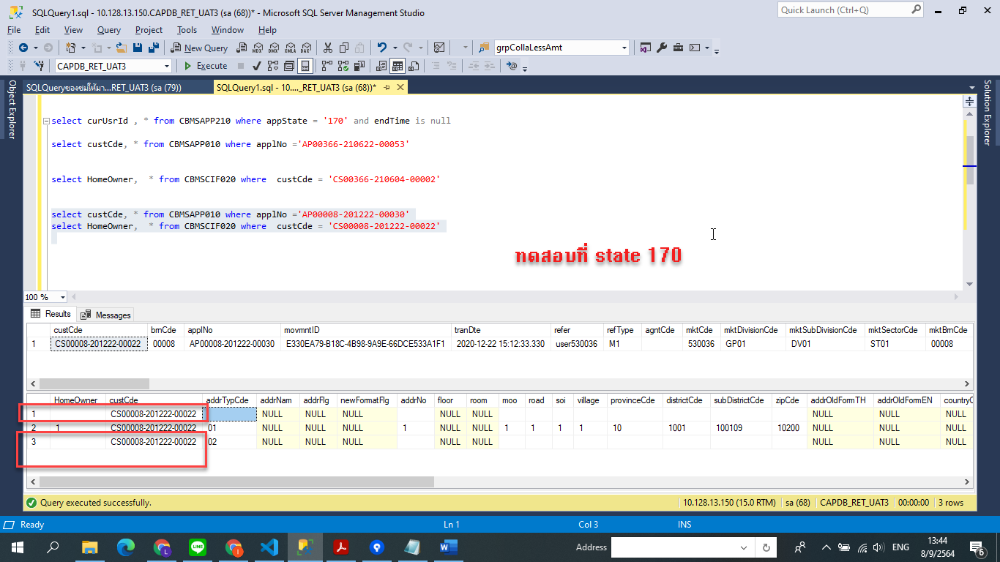 SQLQuery1.sql - 10.128.13.150.CAPDB_RET_UAT3 (sa (68))* - Microsoft SQL Server Management Studio
Quick Launch (Ctrl+Q)
File Edit View Query Project Tools Window Help
New Query MDX DMX XMLA DAX grpCollaLessAmt
CAPDB_RET_UAT3 Execute
Object Explorer
SQLQueryของซมให้มา...RET_UAT3 (sa (79))
SQLQuery1.sql - 10...._RET_UAT3 (sa (68))*
Solution Explorer
select curUsrId , * from CBMSAPP210 where appState = '170' and endTime is null
select custCde, * from CBMSAPP010 where applNo ='AP00366-210622-00053'
select HomeOwner,  * from CBMSCIF020 where  custCde = 'CS00366-210604-00002'
select custCde, * from CBMSAPP010 where applNo ='AP00008-201222-00030'
select HomeOwner,  * from CBMSCIF020 where  custCde = 'CS00008-201222-00022'
ทดสอบที่ state 170
100 %
Results Messages
custCde brnCde applNo movmntID tranDte refer refType agntCde mktCde mktDivisionCde mktSubDivisionCde mktSectorCde mktBrnCde
1 CS00008-201222-00022 00008 AP00008-201222-00030 E330EA79-B18C-4B98-9A9E-66DCE533A1F1 2020-12-22 15:12:33.330 user530036 M1 530036 GP01 DV01 ST01 00008
HomeOwner custCde addrTypCde addrNam addrFlg newFormatFlg addrNo floor room moo road soi village provinceCde districtCde subDistrictCde zipCde addrOldFormTH addrOldFormEN countryC
1 CS00008-201222-00022 NULL NULL NULL NULL NULL NULL NULL NULL
2 1 CS00008-201222-00022 01 NULL NULL NULL 1 NULL NULL 1 1 1 1 10 1001 100109 10200 NULL NULL NULL
3 CS00008-201222-00022 02 NULL NULL NULL NULL NULL NULL NULL NULL
Query executed successfully. 10.128.13.150 (15.0 RTM) sa (68) CAPDB_RET_UAT3 00:00:00 3 rows
Ready Ln 1 Col 3 INS
Address ENG 13:44
8/9/2564
6